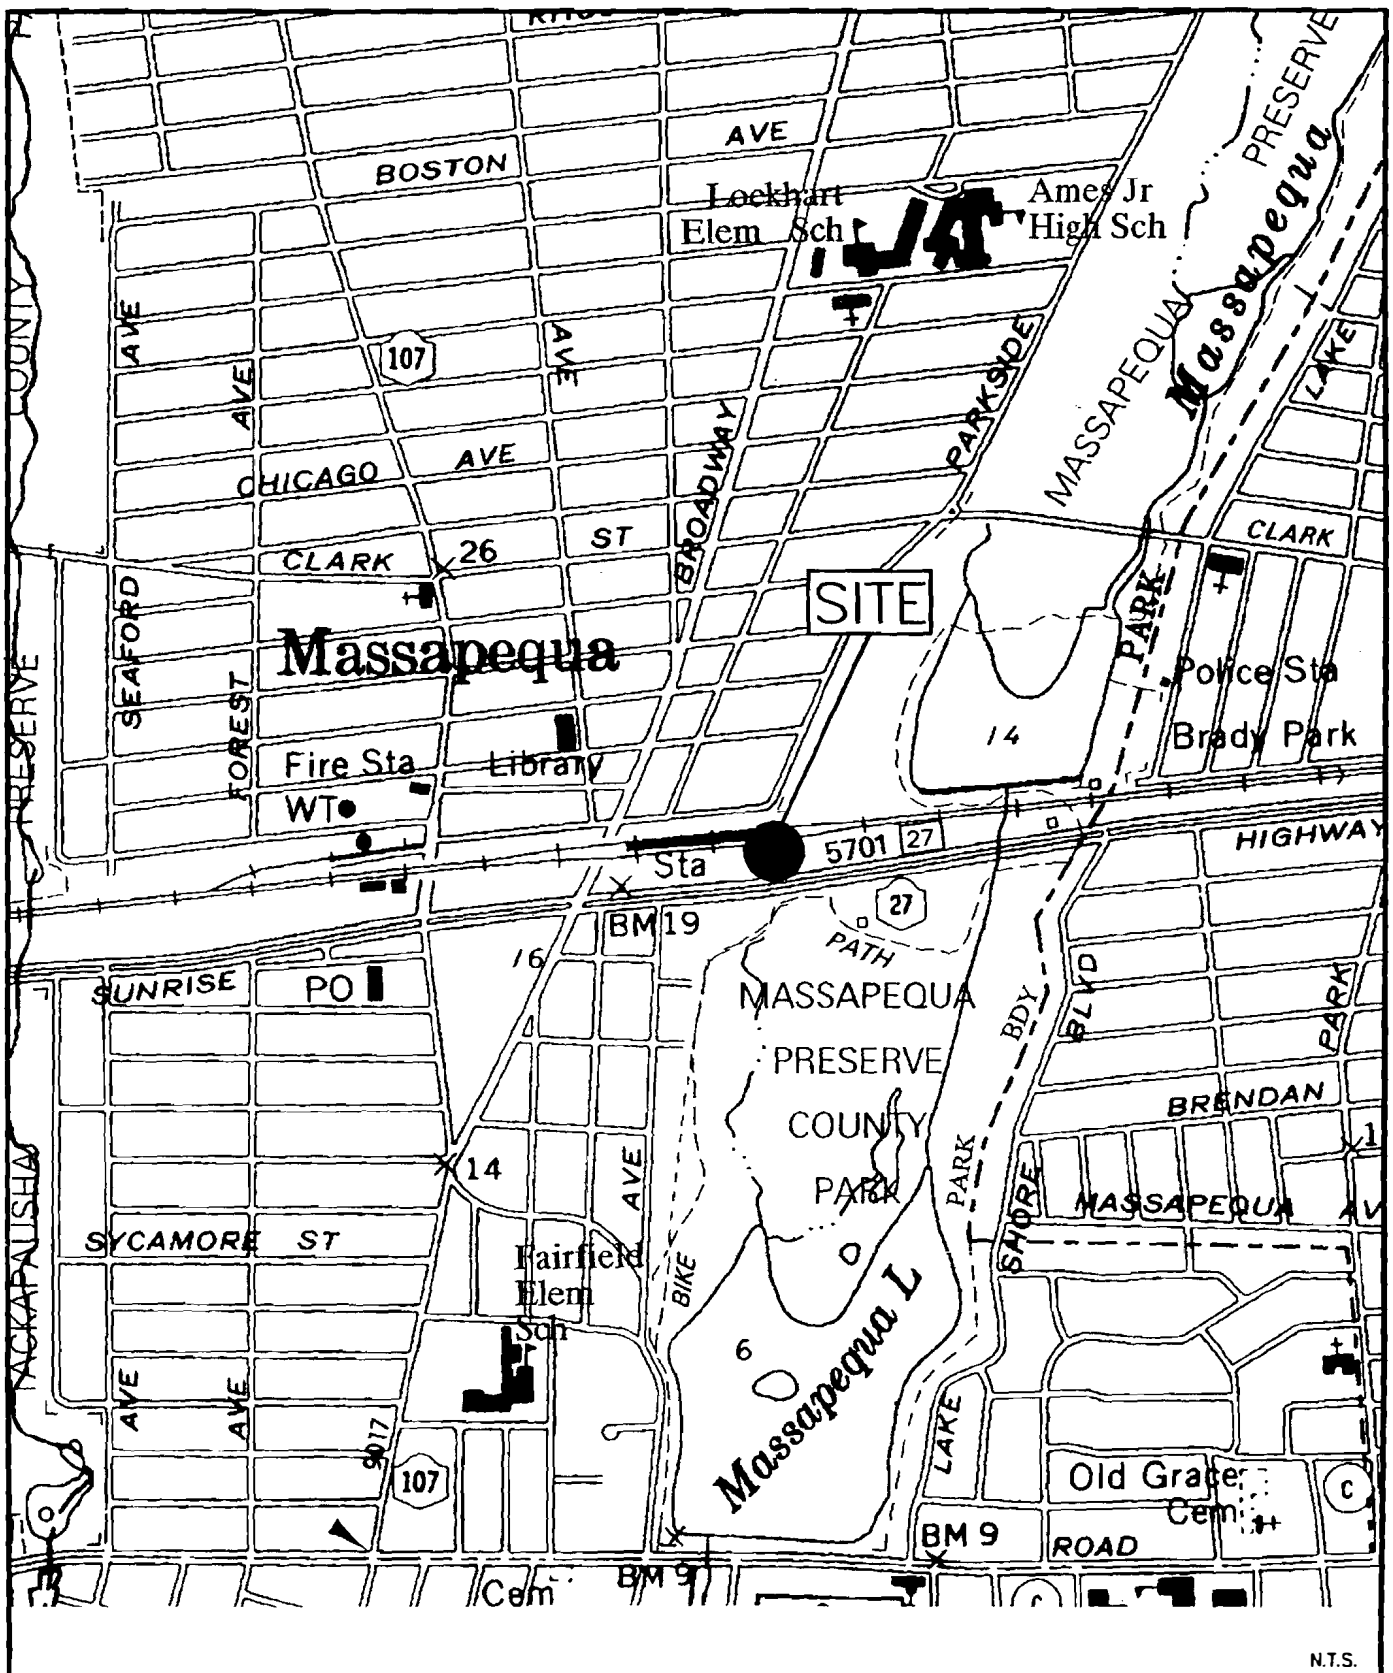 PRESERVE
Massapequa
AVE
BOSTON
Lockhart
Elem Sch
Ames Jr
High Sch
COUNTY
AVE
AVE
AVE
107
PARKSIDE
MASSAPEQUA
LAKE
BROADWAY
CHICAGO
AVE
CLARK
ST
26
CLARK
SITE
SEAFORD
Massapequa
PARK
PRESERVE
FOREST
Police Sta
14
Brady Park
Fire Sta
Library
WT
Sta
5701
27
HIGHWAY
27
BM 19
PATH
16
SUNRISE
PO
MASSAPEQUA
PRESERVE
COUNTY
PARK
BDY
BLVD
PARK
BRENDAN
14
AVE
PARK
SHORE
MASSAPEQUA AV
SYCAMORE ST
Fairfield
Elem
Sch
BIKE
6
Massapequa L
AVE
AVE
LAKE
107
Old Grace
Cem
C
BM 9
ROAD
BM 9
Cem
N.T.S.